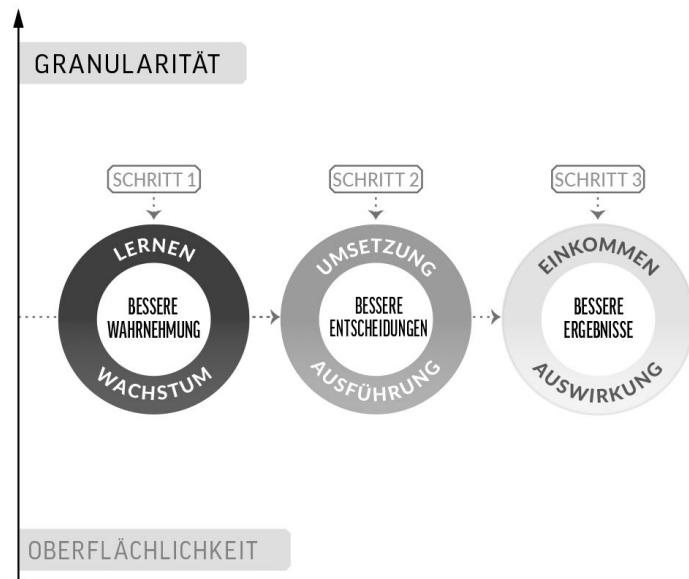 GRANULARITÄT
SCHRITT 1
SCHRITT 2
SCHRITT 3
LERNEN
BESSERE
WAHRNEHMUNG
WACHSTUM
UMSETZUNG
BESSERE
ENTSCHEIDUNGEN
AUSFÜHRUNG
EINKOMMEN
BESSERE
ERGEBNISSE
AUSWIRKUNG
OBERFLÄCHLICHKEIT